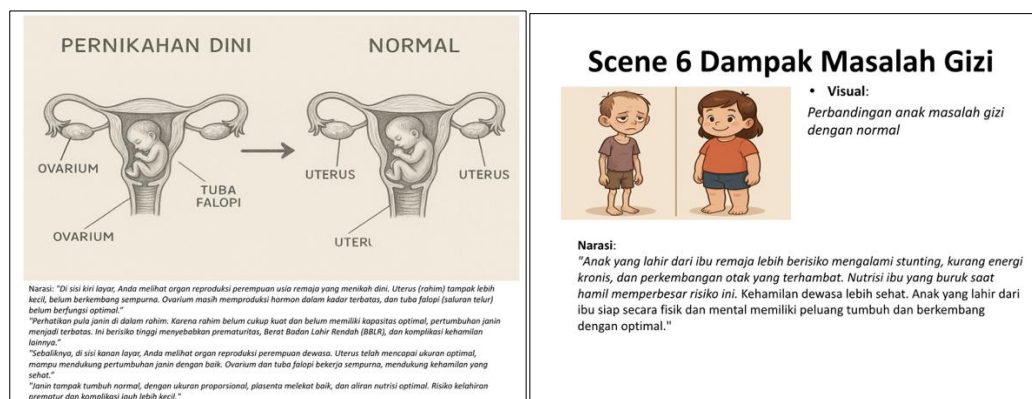 PERNIKAHAN DINI
NORMAL
OVARIUM
TUBA
FALOPI
OVARIUM
UTERUS
UTERUS
UTERU
Narasi: "Di sisi kiri layar, Anda melihat organ reproduksi perempuan usia remaja yang menikah dini. Uterus (rahim) tampak lebih
kecil, belum berkembang sempurna. Ovarium masih memproduksi hormon dalam kadar terbatas, dan tuba falopi (saluran telur)
belum berfungsi optimal."
"Perhatikan pula janin di dalam rahim. Karena rahim belum cukup kuat dan belum memiliki kapasitas optimal, pertumbuhan janin
menjadi terbatas. Ini berisiko tinggi menyebabkan prematuritas, Berat Badan Lahir Rendah (BBLR), dan komplikasi kehamilan
lainnya."
"Sebaliknya, di sisi kanan layar, Anda melihat organ reproduksi perempuan dewasa. Uterus telah mencapai ukuran optimal,
mampu mendukung pertumbuhan janin dengan baik. Ovarium dan tuba falopi bekerja sempurna, mendukung kehamilan yang
sehat."
"Janin tampak tumbuh normal, dengan ukuran proporsional, plasenta melekat baik, dan aliran nutrisi optimal. Risiko kelahiran
prematur dan komplikasi jauh lebih kecil."
Scene 6 Dampak Masalah Gizi
• Visual:
Perbandingan anak masalah gizi
dengan normal
Narasi:
"Anak yang lahir dari ibu remaja lebih berisiko mengalami stunting, kurang energi
kronis, dan perkembangan otak yang terhambat. Nutrisi ibu yang buruk saat
hamil memperbesar risiko ini. Kehamilan dewasa lebih sehat. Anak yang lahir dari
ibu siap secara fisik dan mental memiliki peluang tumbuh dan berkembang
dengan optimal."